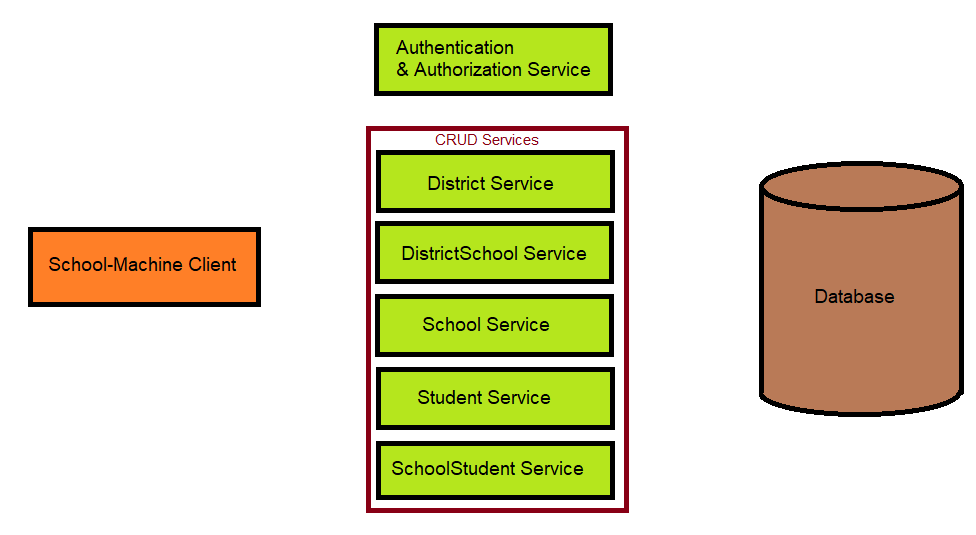 Authentication
& Authorization Service
CRUD Services
District Service
DistrictSchool Service
School Service
Student Service
SchoolStudent Service
School-Machine Client
Database